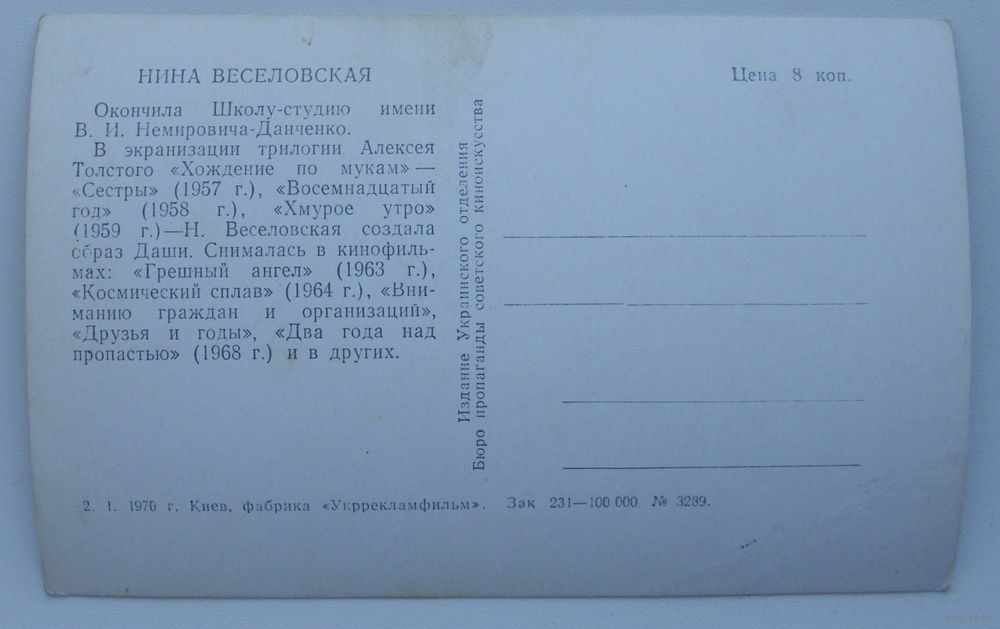 НИНА ВЕСЕЛОВСКАЯ
Окончила Школу-студию имени
В. И. Немировича-Данченко.
В экранизации трилогии Алексея
Толстого «Хождение по мукам» —
«Сестры» (1957 г.), «Восемнадцатый
год» (1958 г.), «Хмурое утро»
(1959 г.)—Н. Веселовская создала
образ Даши. Снималась в кинофиль-
мах: «Грешный ангел» (1963 г.),
«Космический сплав» (1964 г.), «Вни-
манию граждан и организаций»,
«Друзья и годы», «Два года над
пропастью» (1968 г.) и в других.
Издание Украинского отделения
Бюро пропаганды советского киноискусства
Цена 8 коп.
2. 1. 1970 г. Киев, фабрика «Укррекламфильм». Зак 231—100 000. № 3289.